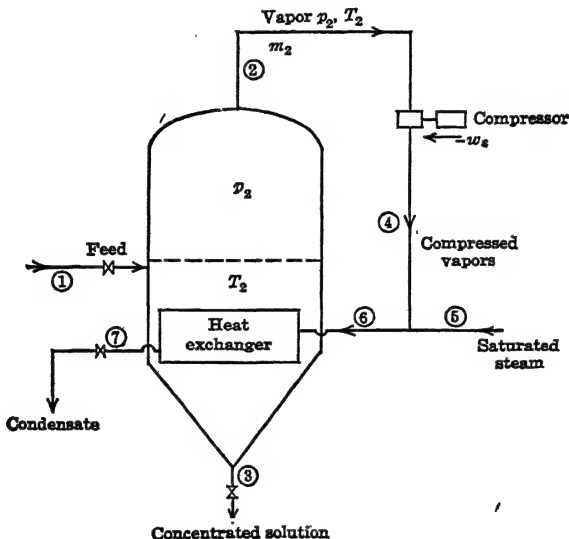 Vapor p₂, T₂
m₂
②
Compressor
-wₛ
p₂
④
Feed
Compressed
vapors
①
T₂
Heat
exchanger
⑦
⑥
⑤
Saturated
steam
Condensate
③
Concentrated solution